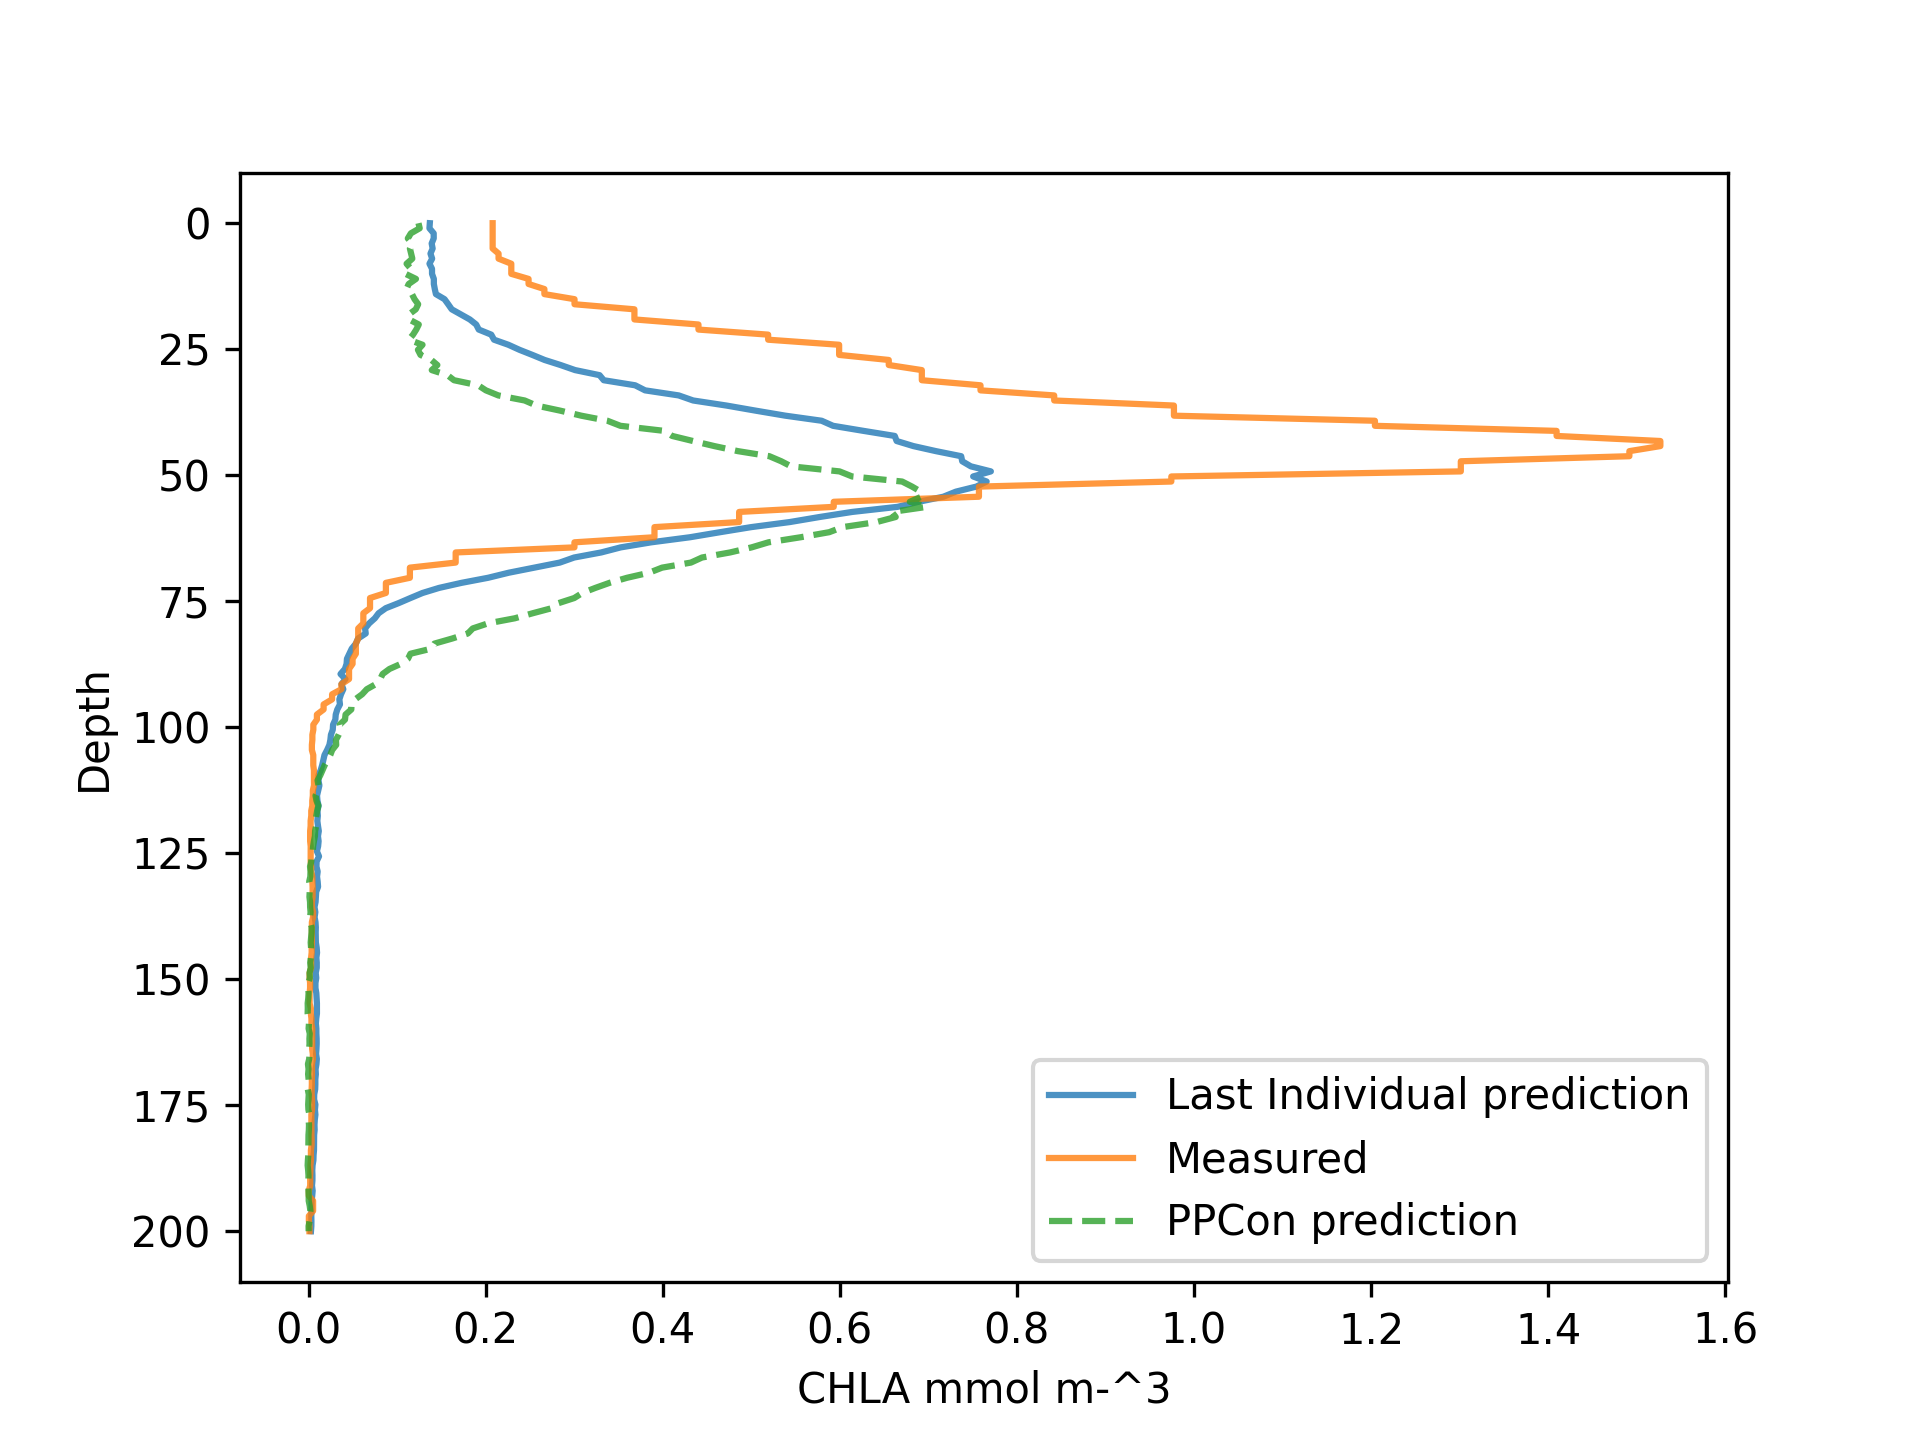 0
25
50
75
100
125
150
175
200
Depth
0.0 0.2 0.4 0.6 0.8 1.0 1.2 1.4 1.6
CHLA mmol m-^3
Last Individual prediction
Measured
PPCon prediction